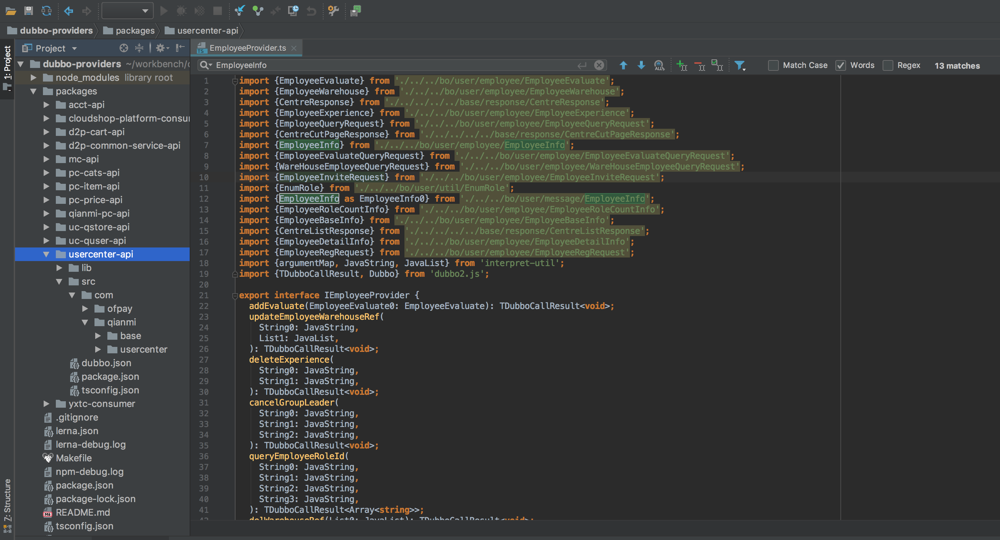 dubbo-providers packages usercenter-api
1: Project
Project
EmployeeProvider.ts
dubbo-providers ~/workbench/
node_modules library root
packages
acct-api
cloudshop-platform-consu
d2p-cart-api
d2p-common-service-api
mc-api
pc-cats-api
pc-item-api
pc-price-api
qianmi-pc-api
uc-qstore-api
uc-quser-api
usercenter-api
lib
src
com
ofpay
qianmi
base
usercenter
dubbo.json
package.json
tsconfig.json
yxtc-consumer
.gitignore
lerna.json
lerna-debug.log
Makefile
npm-debug.log
package.json
package-lock.json
README.md
tsconfig.json
Z: Structure
EmployeeInfo Match Case Words Regex 13 matches
1 import {EmployeeEvaluate} from './../../bo/user/employee/EmployeeEvaluate';
2 import {EmployeeWarehouse} from './../../bo/user/employee/EmployeeWarehouse';
3 import {CentreResponse} from './../../../../base/response/CentreResponse';
4 import {EmployeeExperience} from './../../bo/user/employee/EmployeeExperience';
5 import {EmployeeQueryRequest} from './../../bo/user/employee/EmployeeQueryRequest';
6 import {CentreCutPageResponse} from './../../../../base/response/CentreCutPageResponse';
7 import {EmployeeInfo} from './../../bo/user/employee/EmployeeInfo';
8 import {EmployeeEvaluateQueryRequest} from './../../bo/user/employee/EmployeeEvaluateQueryRequest';
9 import {WareHouseEmployeeQueryRequest} from './../../bo/user/employee/WareHouseEmployeeQueryRequest';
10 import {EmployeeInviteRequest} from './../../bo/user/employee/EmployeeInviteRequest';
11 import {EnumRole} from './../../bo/user/util/EnumRole';
12 import {EmployeeInfo as EmployeeInfo0} from './../../bo/user/message/EmployeeInfo';
13 import {EmployeeRoleCountInfo} from './../../bo/user/employee/EmployeeRoleCountInfo';
14 import {EmployeeBaseInfo} from './../../bo/user/employee/EmployeeBaseInfo';
15 import {CentreListResponse} from './../../../../base/response/CentreListResponse';
16 import {EmployeeDetailInfo} from './../../bo/user/employee/EmployeeDetailInfo';
17 import {EmployeeRegRequest} from './../../bo/user/employee/EmployeeRegRequest';
18 import {argumentMap, JavaString, JavaList} from 'interpret-util';
19 import {TDubboCallResult, Dubbo} from 'dubbo2.js';
20
21 export interface IEmployeeProvider {
22 addEvaluate(EmployeeEvaluate0: EmployeeEvaluate): TDubboCallResult<void>;
23 updateEmployeeWarehouseRef(
24 String0: JavaString,
25 List1: JavaList,
26 ): TDubboCallResult<void>;
27 deleteExperience(
28 String0: JavaString,
29 String1: JavaString,
30 ): TDubboCallResult<void>;
31 cancelGroupLeader(
32 String0: JavaString,
33 String1: JavaString,
34 String2: JavaString,
35 ): TDubboCallResult<void>;
36 queryEmployeeRoleId(
37 String0: JavaString,
38 String1: JavaString,
39 String2: JavaString,
40 String3: JavaString,
41 ): TDubboCallResult<Array<string>>;
42 delWarehouseRef(List0: JavaList): TDubboCallResult<void>;